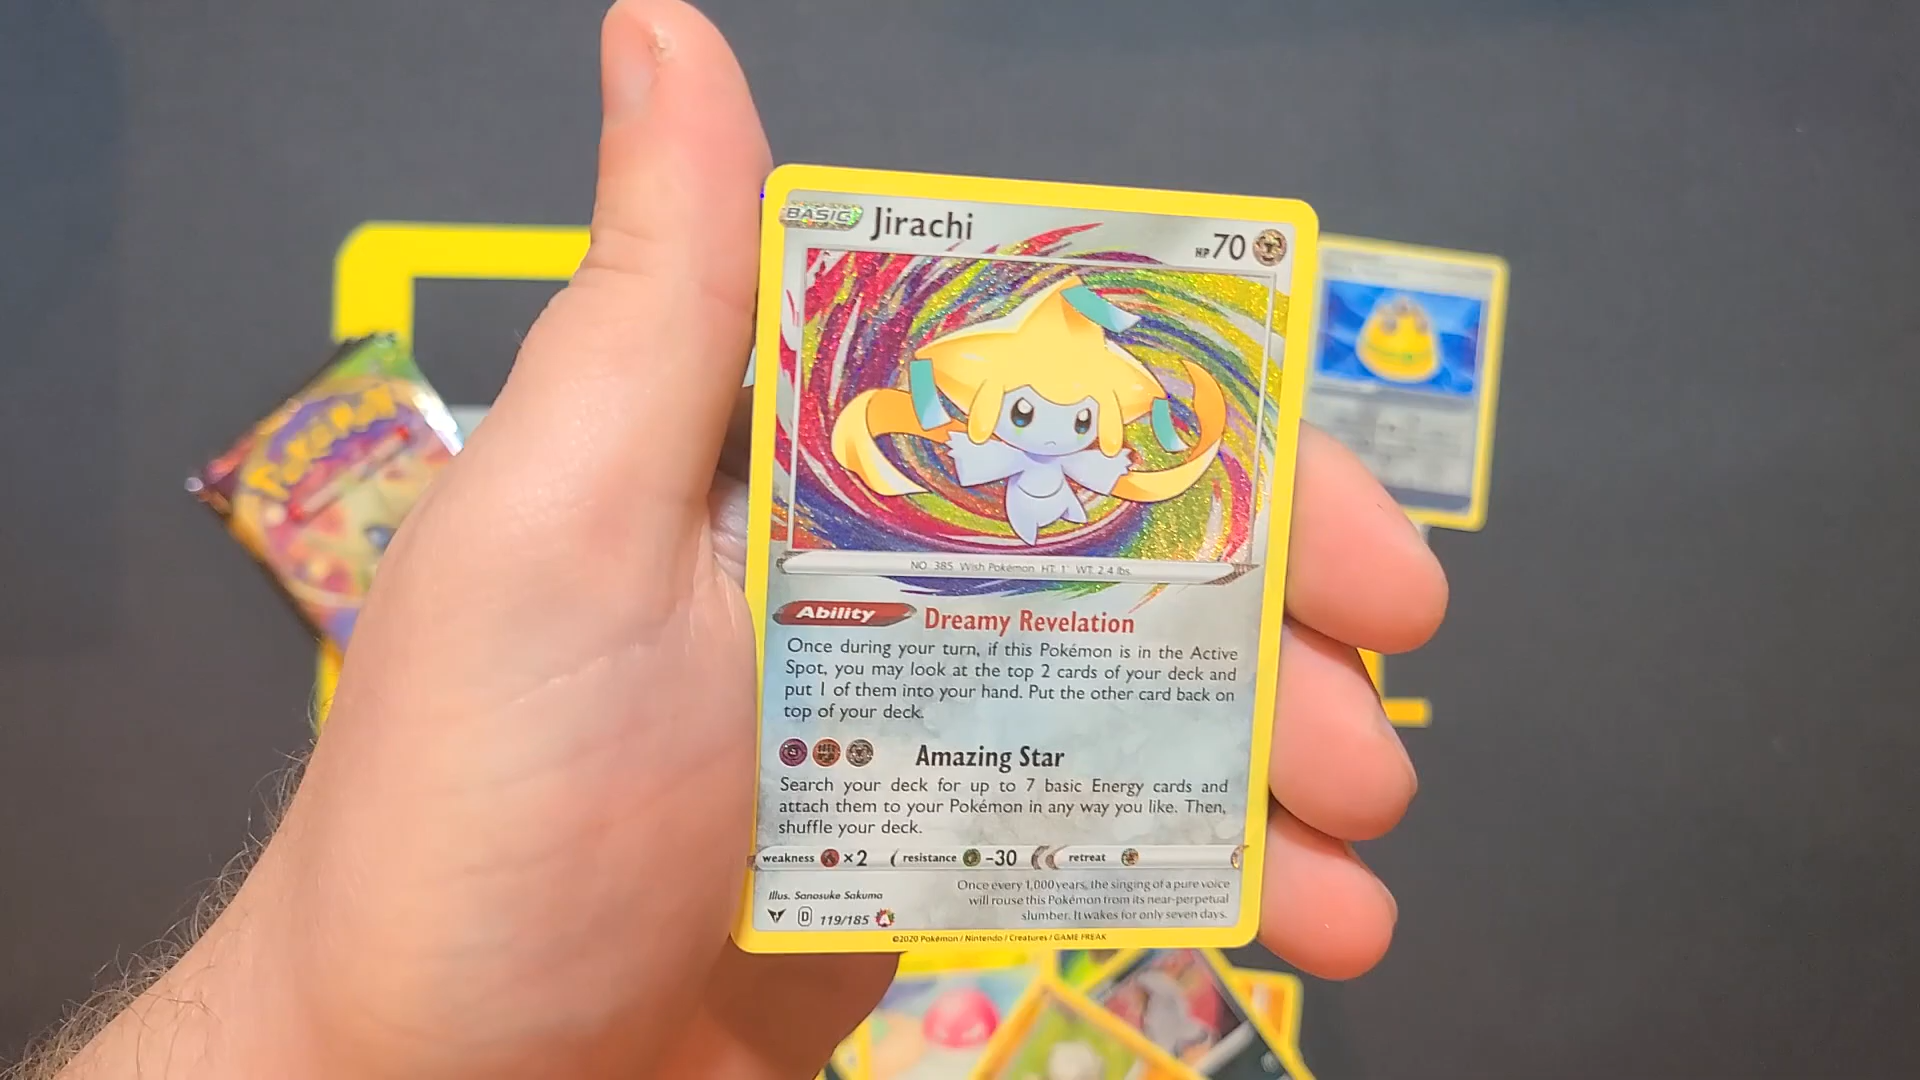 BASIC Jirachi HP 70
NO. 385 Wish Pokémon HT: 1' WT: 2.4 lbs.
Ability Dreamy Revelation
Once during your turn, if this Pokémon is in the Active
Spot, you may look at the top 2 cards of your deck and
put 1 of them into your hand. Put the other card back on
top of your deck.
Amazing Star
Search your deck for up to 7 basic Energy cards and
attach them to your Pokémon in any way you like. Then,
shuffle your deck.
weakness ×2 resistance -30 retreat
Illus. Sanosuke Sakuma
Once every 1,000 years, the singing of a pure voice
will rouse this Pokémon from its near-perpetual
slumber. It wakes for only seven days.
D 119/185 A
©2020 Pokémon / Nintendo / Creatures / GAME FREAK
POKéMON